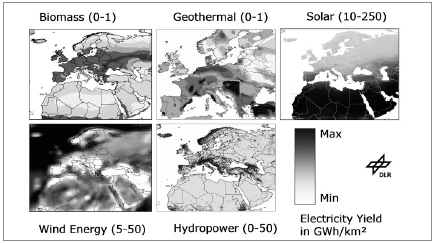 Biomass (0-1)
Geothermal (0-1)
Solar (10-250)
Wind Energy (5-50)
Hydropower (0-50)
Max
Min
DLR
Electricity Yield
in GWh/km²